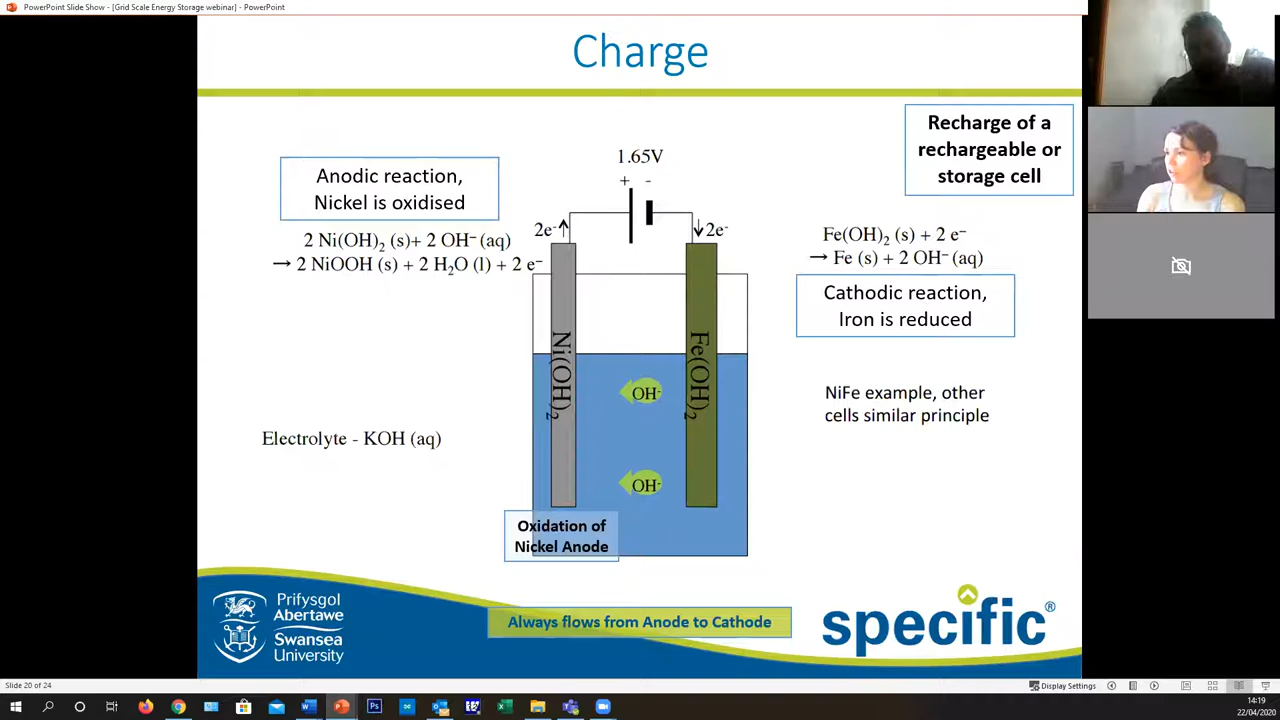 PowerPoint Slide Show - [Grid Scale Energy Storage webinar] - PowerPoint
Charge
Recharge of a
rechargeable or
storage cell
Anodic reaction,
Nickel is oxidised
2 Ni(OH)₂ (s)+ 2 OH⁻ (aq)
→ 2 NiOOH (s) + 2 H₂O (l) + 2 e⁻
1.65V
+ -
2e⁻
2e⁻
Fe(OH)₂ (s) + 2 e⁻
→ Fe (s) + 2 OH⁻ (aq)
Cathodic reaction,
Iron is reduced
Ni(OH)₂
Fe(OH)₂
OH⁻
OH⁻
NiFe example, other
cells similar principle
Electrolyte - KOH (aq)
Oxidation of
Nickel Anode
Always flows from Anode to Cathode
Prifysgol
Abertawe
Swansea
University
specific®
Slide 20 of 24
Display Settings
14:19
22/04/2020